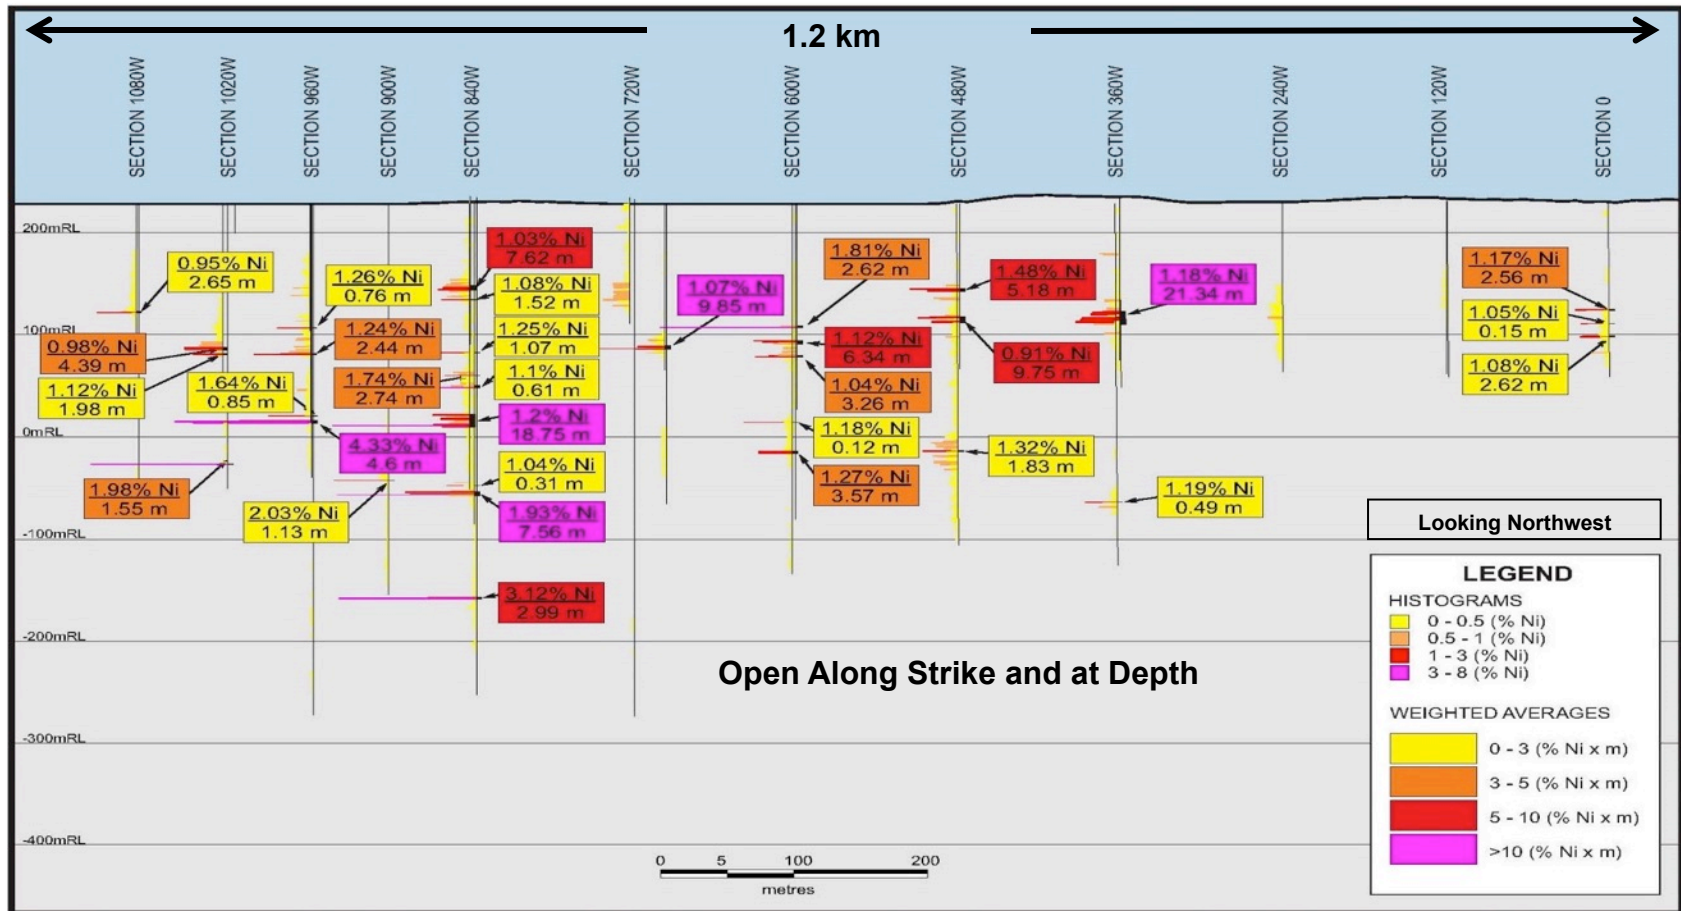 1.2 km
SECTION 1080W
SECTION 1020W
SECTION 960W
SECTION 900W
SECTION 840W
SECTION 720W
SECTION 600W
SECTION 480W
SECTION 360W
SECTION 240W
SECTION 120W
SECTION 0
200mRL
100mRL
0mRL
-100mRL
-200mRL
-300mRL
-400mRL
0.95% Ni
2.65 m
0.98% Ni
4.39 m
1.12% Ni
1.98 m
1.98% Ni
1.55 m
1.64% Ni
0.85 m
2.03% Ni
1.13 m
1.26% Ni
0.76 m
1.24% Ni
2.44 m
1.74% Ni
2.74 m
4.33% Ni
4.6 m
1.03% Ni
7.62 m
1.08% Ni
1.52 m
1.25% Ni
1.07 m
1.1% Ni
0.61 m
1.2% Ni
18.75 m
1.04% Ni
0.31 m
1.93% Ni
7.56 m
3.12% Ni
2.99 m
1.07% Ni
9.85 m
1.81% Ni
2.62 m
1.12% Ni
6.34 m
1.04% Ni
3.26 m
1.18% Ni
0.12 m
1.27% Ni
3.57 m
1.48% Ni
5.18 m
0.91% Ni
9.75 m
1.32% Ni
1.83 m
1.18% Ni
21.34 m
1.19% Ni
0.49 m
1.17% Ni
2.56 m
1.05% Ni
0.15 m
1.08% Ni
2.62 m
Looking Northwest
Open Along Strike and at Depth
LEGEND
HISTOGRAMS
0 - 0.5 (% Ni)
0.5 - 1 (% Ni)
1 - 3 (% Ni)
3 - 8 (% Ni)
WEIGHTED AVERAGES
0 - 3 (% Ni x m)
3 - 5 (% Ni x m)
5 - 10 (% Ni x m)
>10 (% Ni x m)
0 5 100 200
metres